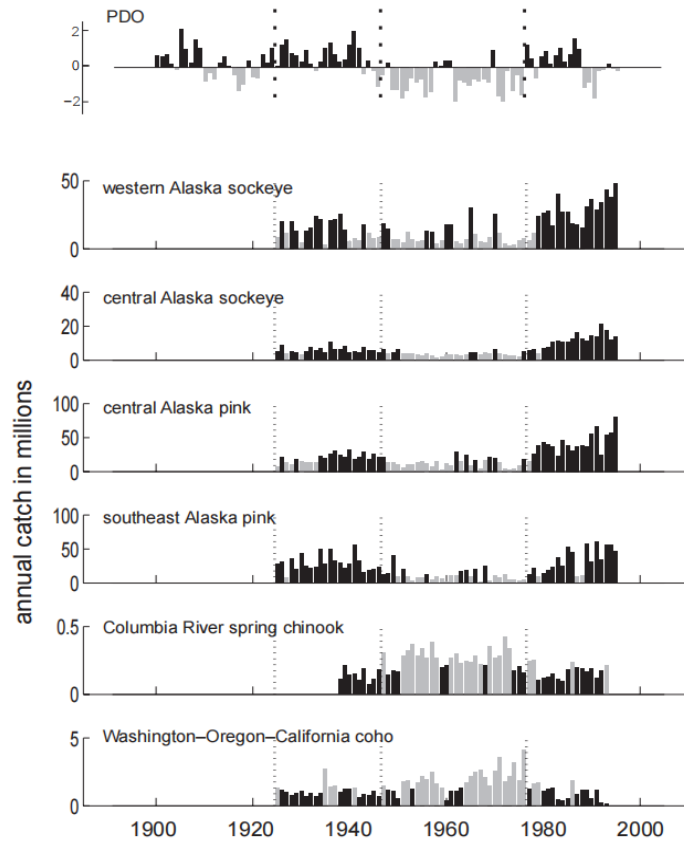 PDO
2
0
−2
western Alaska sockeye
50
0
central Alaska sockeye
40
20
0
central Alaska pink
100
50
0
southeast Alaska pink
100
50
0
Columbia River spring chinook
0.5
0
Washington–Oregon–California coho
5
0
annual catch in millions
1900 1920 1940 1960 1980 2000